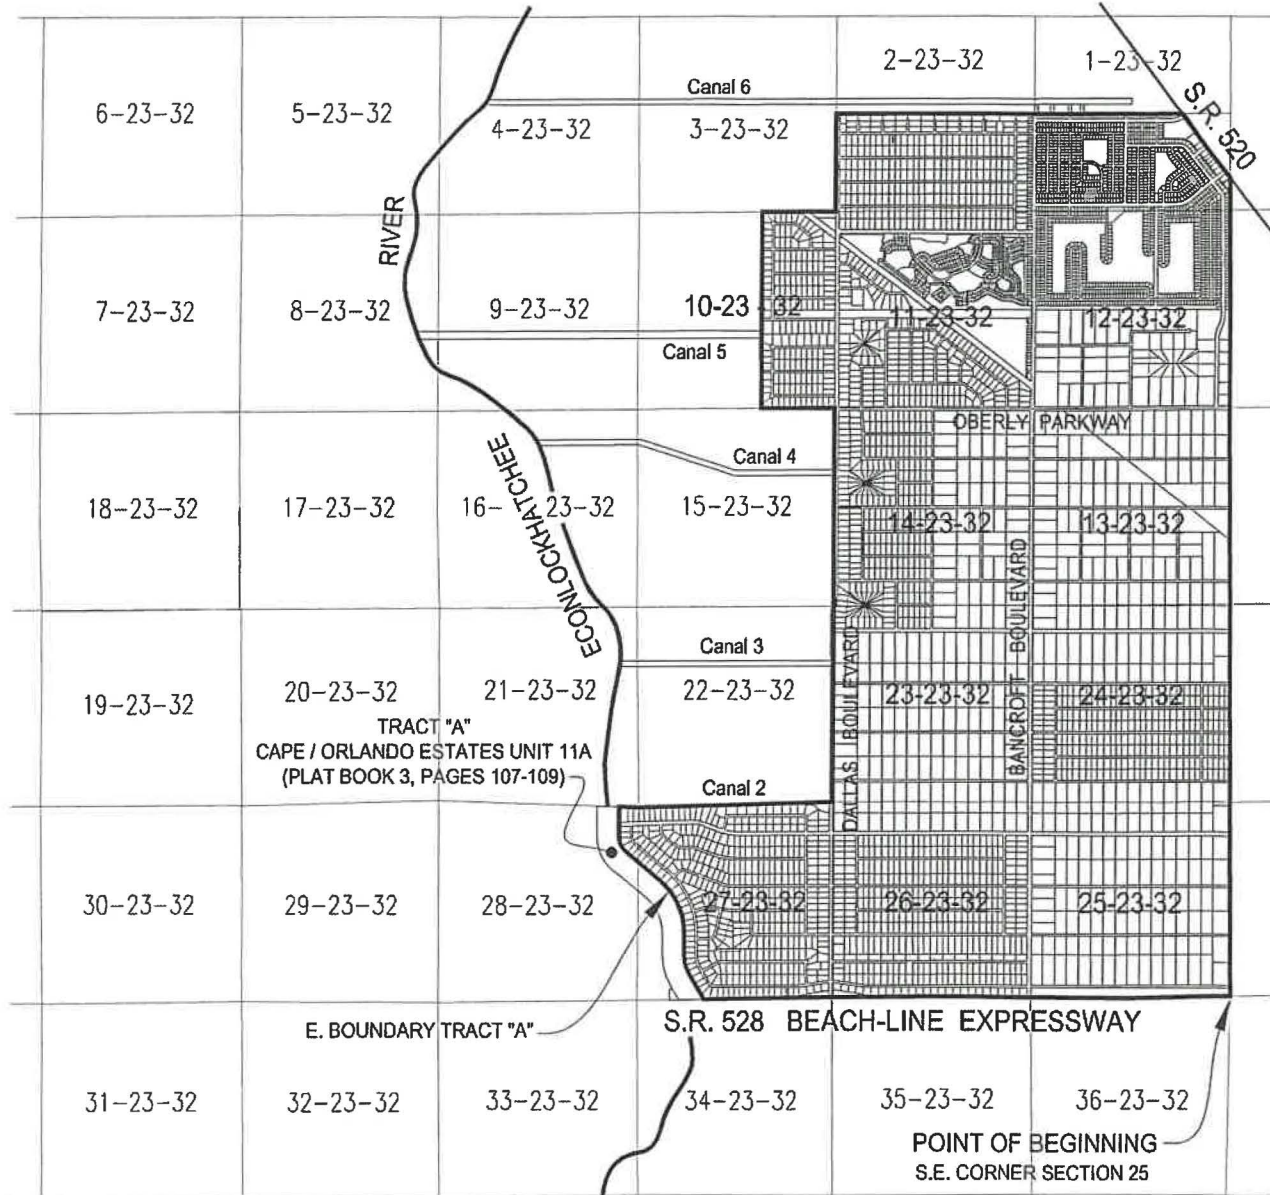 2-23-32
1-23-32
Canal 6
6-23-32
5-23-32
4-23-32
3-23-32
S.R. 520
RIVER
7-23-32
8-23-32
9-23-32
10-23-32
11-23-32
12-23-32
Canal 5
OBERLY PARKWAY
ECONLOCKHATCHEE
Canal 4
18-23-32
17-23-32
16-23-32
15-23-32
14-23-32
13-23-32
Canal 3
DALLAS BOULEVARD
BANCROFT BOULEVARD
19-23-32
20-23-32
21-23-32
22-23-32
23-23-32
24-23-32
TRACT "A"
CAPE / ORLANDO ESTATES UNIT 11A
(PLAT BOOK 3, PAGES 107-109)
Canal 2
30-23-32
29-23-32
28-23-32
27-23-32
26-23-32
25-23-32
E. BOUNDARY TRACT "A"
S.R. 528 BEACH-LINE EXPRESSWAY
31-23-32
32-23-32
33-23-32
34-23-32
35-23-32
36-23-32
POINT OF BEGINNING
S.E. CORNER SECTION 25